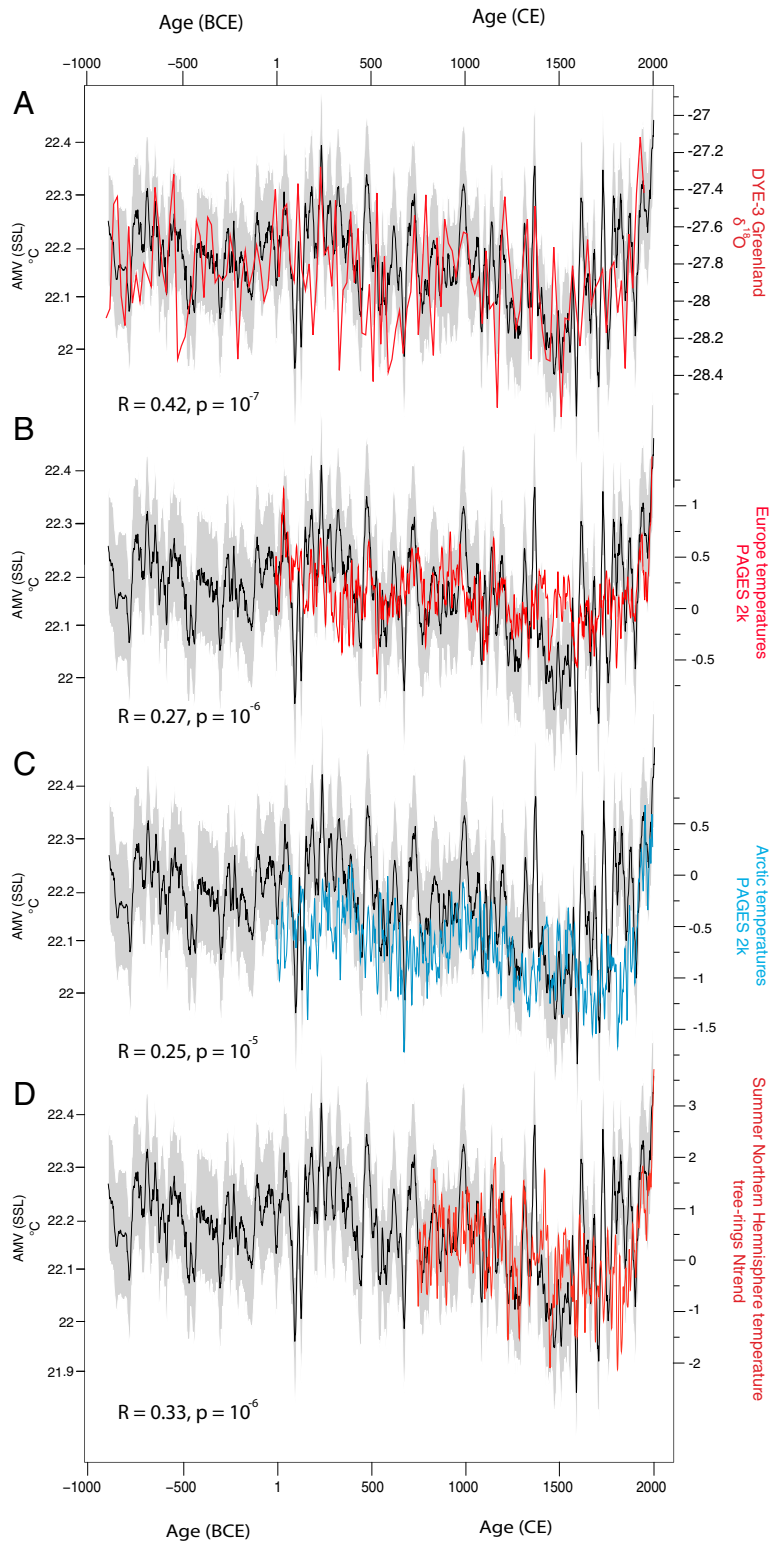 Age (BCE) Age (CE)
−1000 −500 1 500 1000 1500 2000
A
22.4
22.3
22.2
22.1
22
AMV (SSL)
°C
-27
-27.2
-27.4
-27.6
-27.8
-28
-28.2
-28.4
DYE-3 Greenland
δ18O
R = 0.42, p = 10-7
B
22.4
22.3
22.2
22.1
22
AMV (SSL)
°C
1
0.5
0
-0.5
Europe temperatures
PAGES 2k
R = 0.27, p = 10-6
C
22.4
22.3
22.2
22.1
22
AMV (SSL)
°C
0.5
0
-0.5
-1
-1.5
Arctic temperatures
PAGES 2k
R = 0.25, p = 10-5
D
22.4
22.3
22.2
22.1
22
21.9
AMV (SSL)
°C
3
2
1
0
-1
-2
Summer Northern Hemnisphere temperature
tree-rings Ntrend
R = 0.33, p = 10-6
−1000 −500 1 500 1000 1500 2000
Age (BCE) Age (CE)